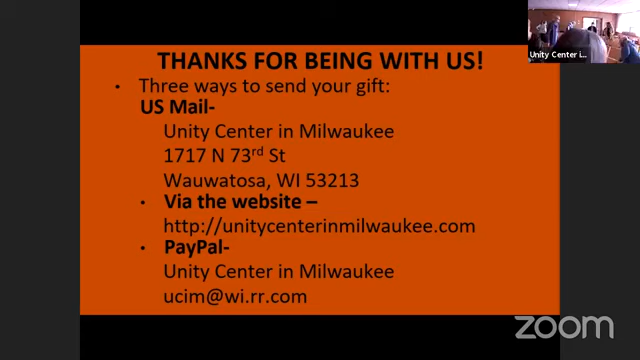 THANKS FOR BEING WITH US!
• Three ways to send your gift:
US Mail-
Unity Center in Milwaukee
1717 N 73rd St
Wauwatosa, WI 53213
• Via the website –
http://unitycenterinmilwaukee.com
• PayPal-
Unity Center in Milwaukee
ucim@wi.rr.com
Unity Center i...
zoom